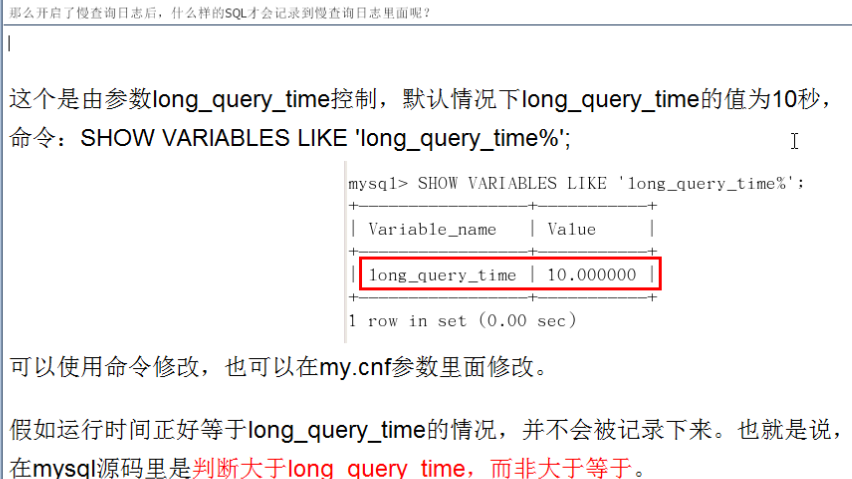 那么开启了慢查询日志后，什么样的SQL才会记录到慢查询日志里面呢？
这个是由参数long_query_time控制，默认情况下long_query_time的值为10秒，
命令：SHOW VARIABLES LIKE 'long_query_time%';
mysql> SHOW VARIABLES LIKE 'long_query_time%';
+-----------------+-----------+
| Variable_name   | Value     |
+-----------------+-----------+
| long_query_time | 10.000000 |
+-----------------+-----------+
1 row in set (0.00 sec)
可以使用命令修改，也可以在my.cnf参数里面修改。
假如运行时间正好等于long_query_time的情况，并不会被记录下来。也就是说，
在mysql源码里是判断大于long_query_time，而非大于等于。